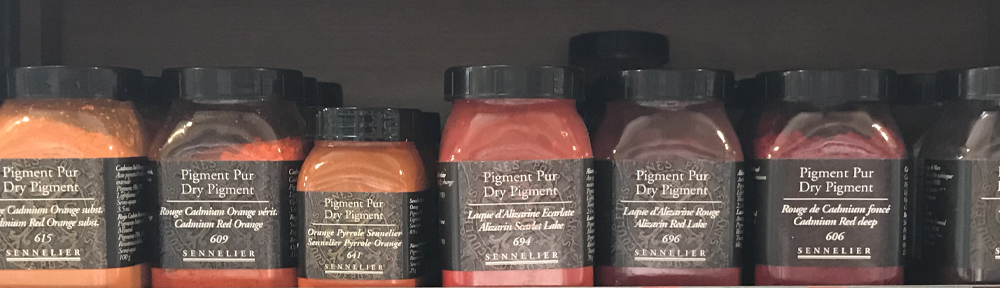 Pigment Pur
Dry Pigment
Cadmium Orange subst.
Cadmium Red Orange subst.
615
SENNELIER
Pigment Pur
Dry Pigment
Rouge Cadmium Orange vérit.
Cadmium Red Orange
609
SENNELIER
Pigment Pur
Dry Pigment
Orange Pyrrole Sennelier
Sennelier Pyrrole Orange
641
SENNELIER
Pigment Pur
Dry Pigment
Laque d'Alizarine Ecarlate
Alizarin Scarlet Lake
694
SENNELIER
Pigment Pur
Dry Pigment
Laque d'Alizarine Rouge
Alizarin Red Lake
696
SENNELIER
Pigment Pur
Dry Pigment
Rouge de Cadmium foncé
Cadmium Red deep
606
SENNELIER